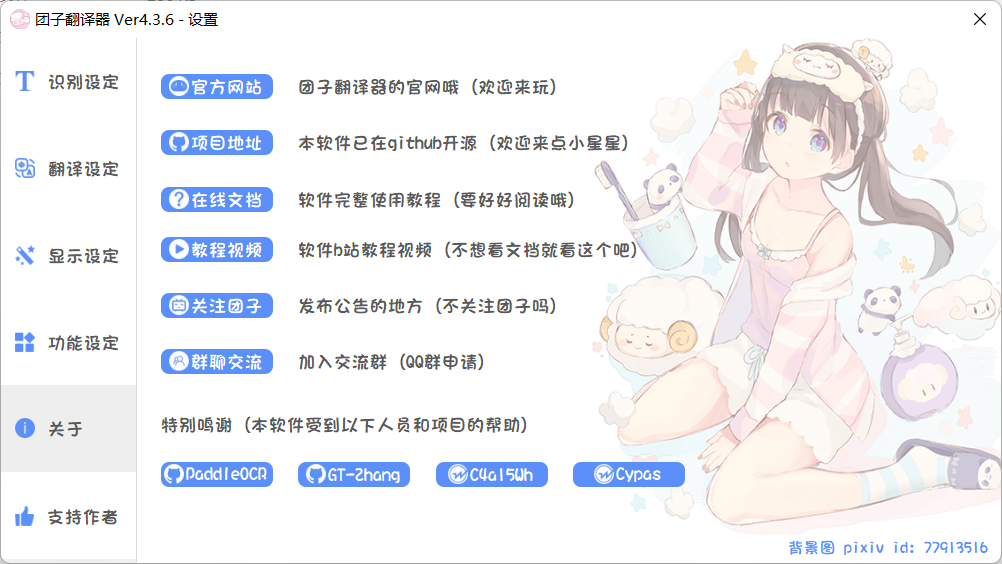 团子翻译器 Ver4.3.6 - 设置
识别设定
翻译设定
显示设定
功能设定
关于
支持作者
官方网站 团子翻译器的官网哦（欢迎来玩）
项目地址 本软件已在github开源（欢迎来点小星星）
在线文档 软件完整使用教程（要好好阅读哦）
教程视频 软件b站教程视频（不想看文档就看这个吧）
关注团子 发布公告的地方（不关注团子吗）
群聊交流 加入交流群（QQ群申请）
特别鸣谢（本软件受到以下人员和项目的帮助）
PaddleOCR GT-Zhang C4a15Wh Cypas
背景图 pixiv id: 77913516